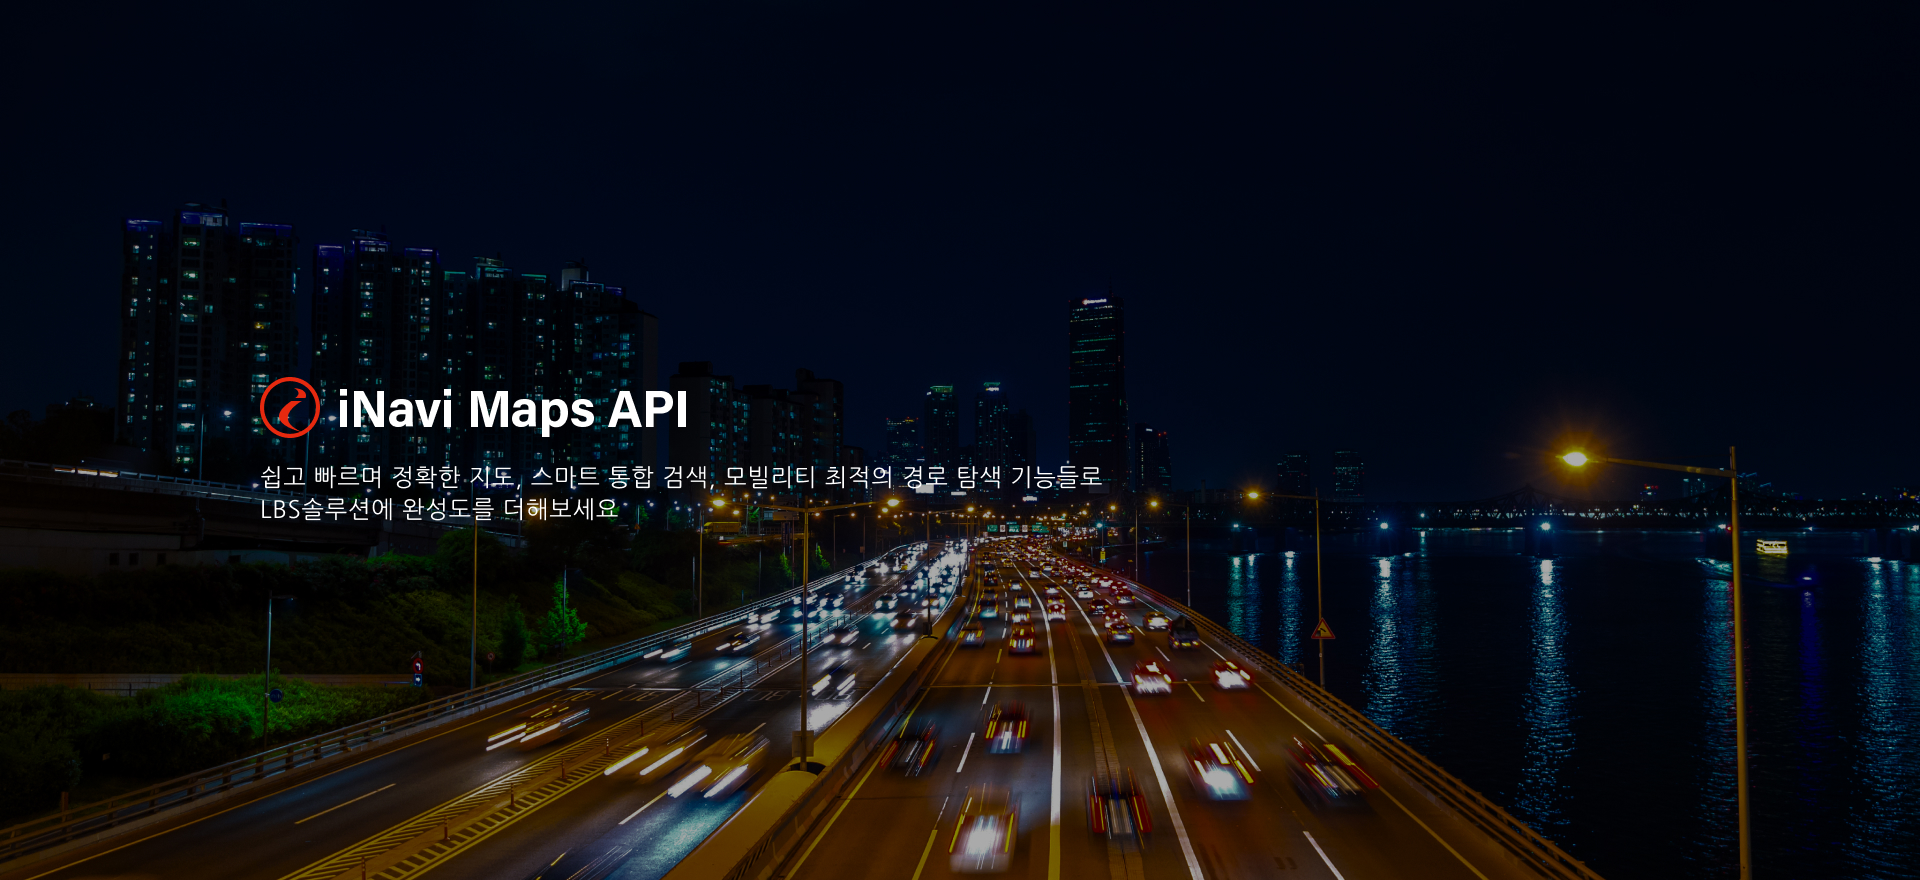 iNavi Maps API
쉽고 빠르며 정확한 지도, 스마트 통합 검색, 모빌리티 최적의 경로 탐색 기능들로
LBS솔루션에 완성도를 더해보세요